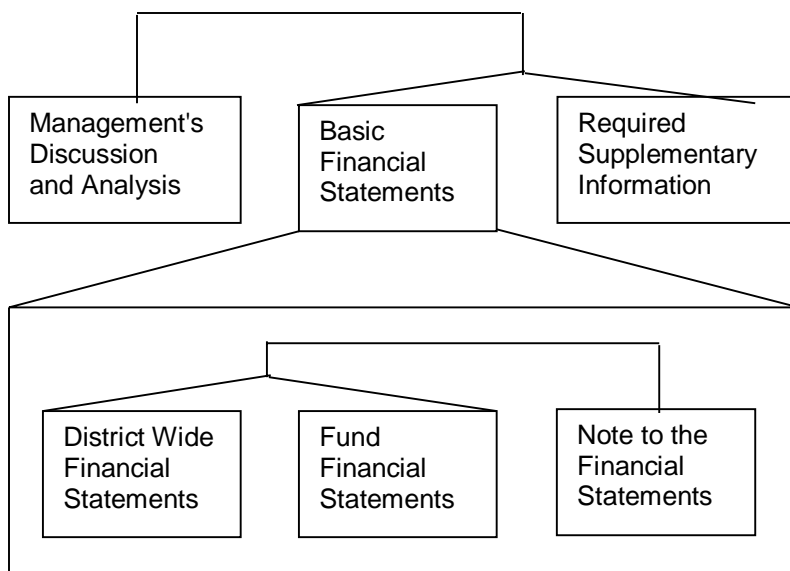 Management's
Discussion
and Analysis
Basic
Financial
Statements
Required
Supplementary
Information
District Wide
Financial
Statements
Fund
Financial
Statements
Note to the
Financial
Statements